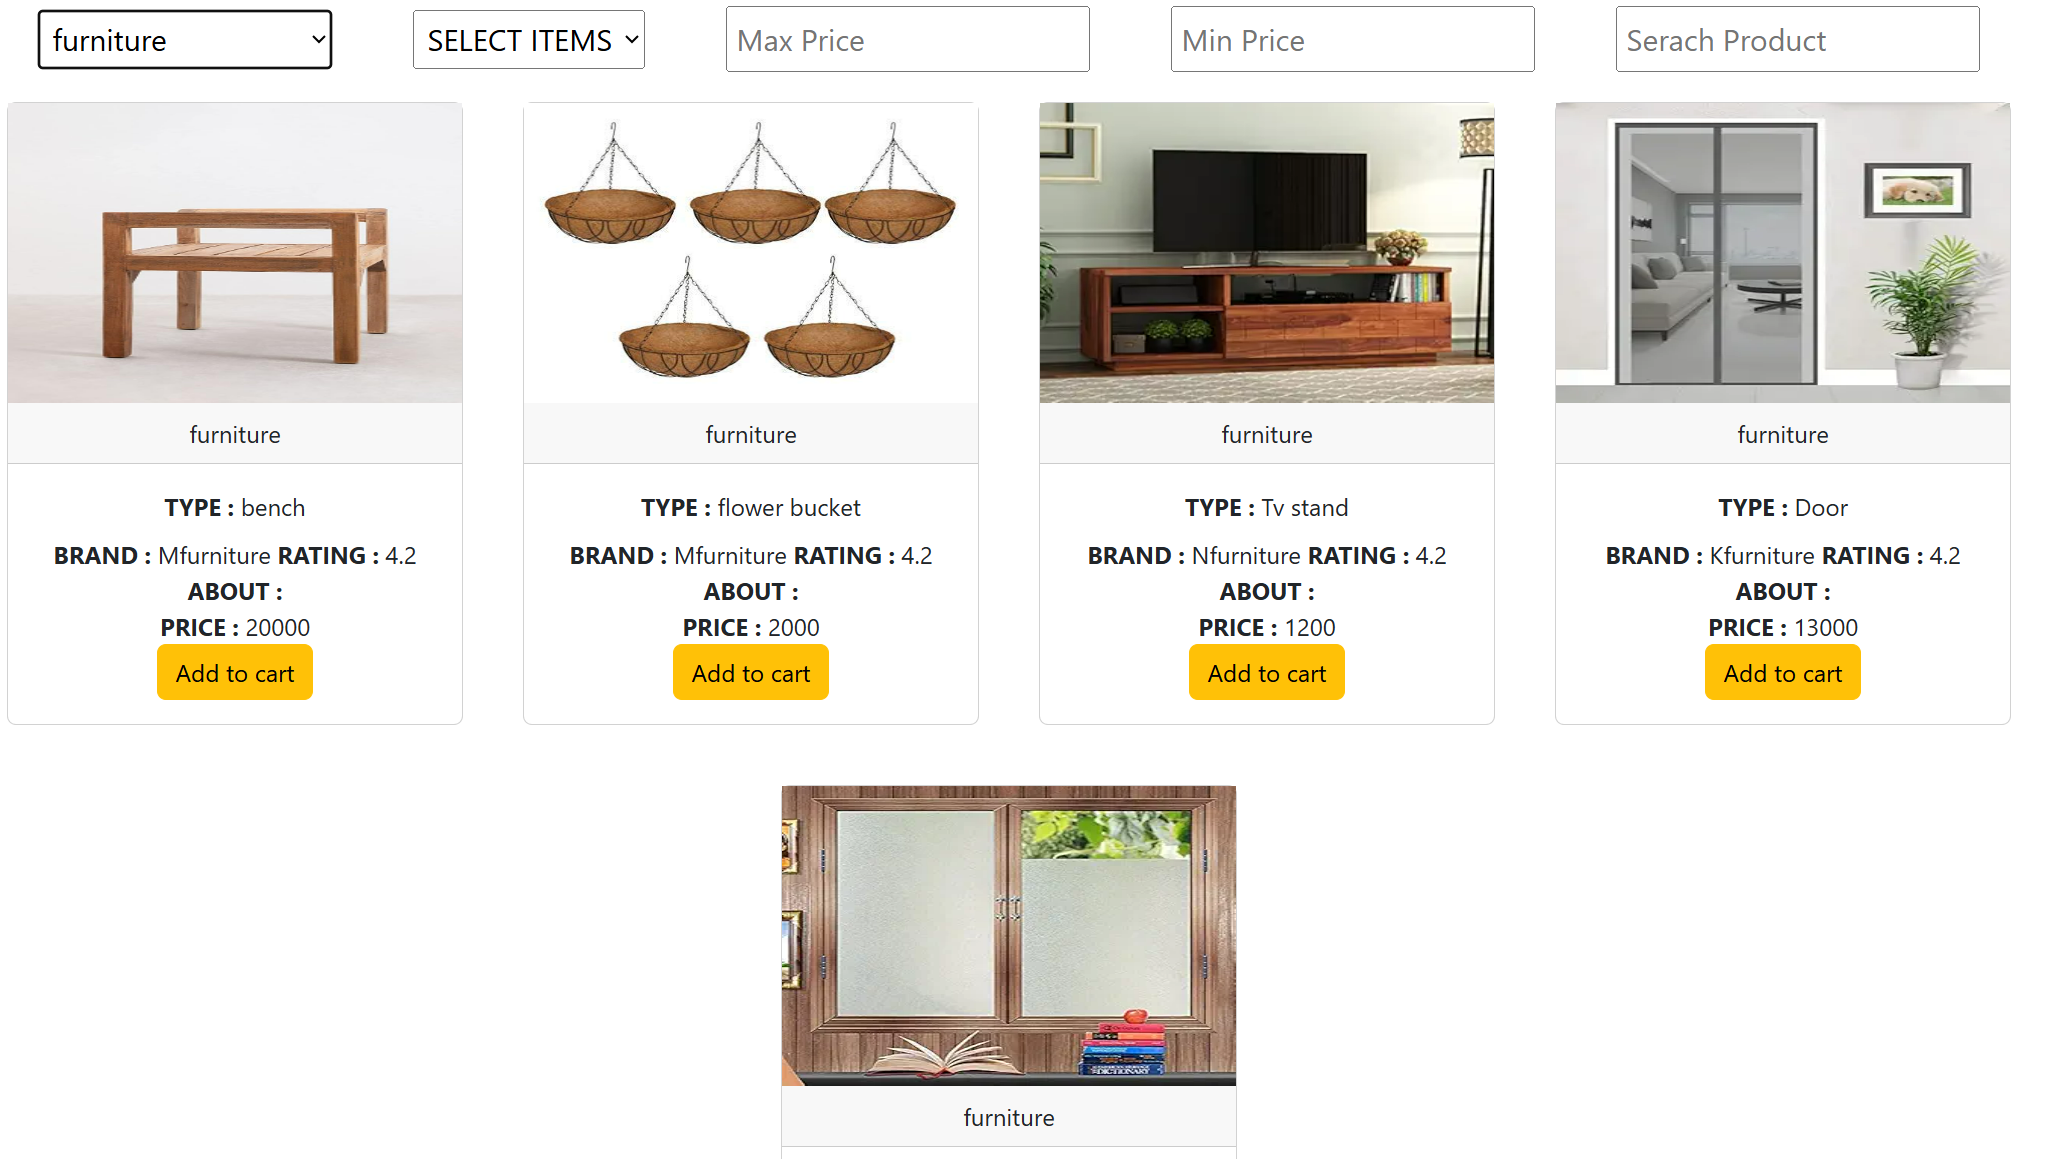 furniture
SELECT ITEMS
Max Price
Min Price
Serach Product
furniture
TYPE : bench
BRAND : Mfurniture RATING : 4.2
ABOUT :
PRICE : 20000
Add to cart
furniture
TYPE : flower bucket
BRAND : Mfurniture RATING : 4.2
ABOUT :
PRICE : 2000
Add to cart
furniture
TYPE : Tv stand
BRAND : Nfurniture RATING : 4.2
ABOUT :
PRICE : 1200
Add to cart
furniture
TYPE : Door
BRAND : Kfurniture RATING : 4.2
ABOUT :
PRICE : 13000
Add to cart
DICTIONARY
furniture